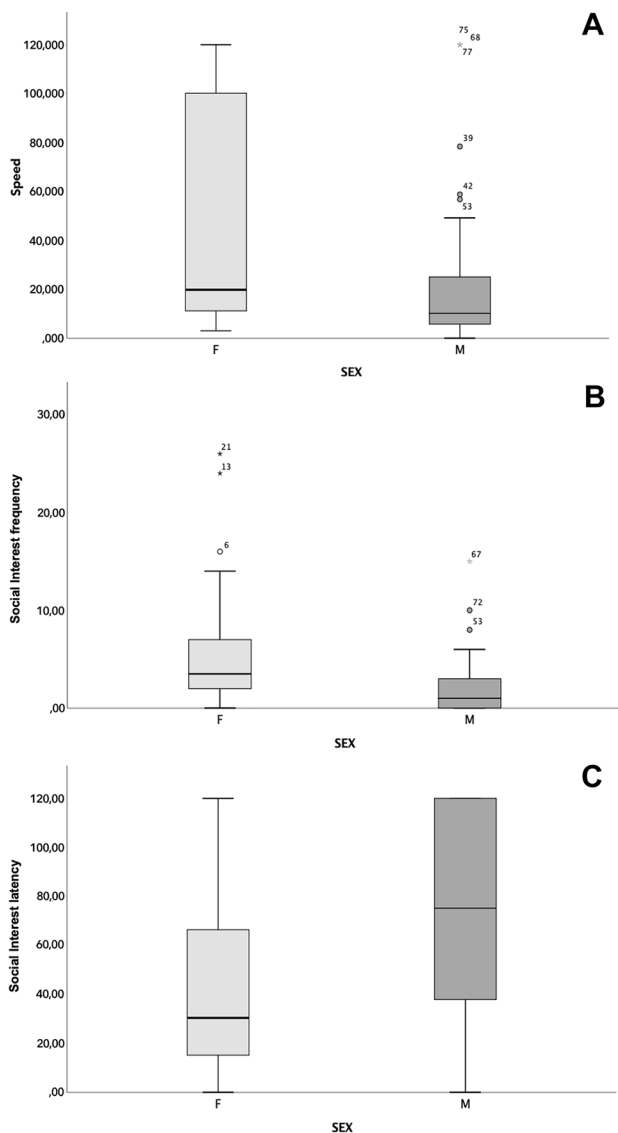 A
120,000
100,000
80,000
60,000
40,000
20,000
,000
Speed
75
68
77
39
42
53
F
M
SEX
B
30,00
20,00
10,00
,00
Social Interest frequency
21
13
6
67
72
53
F
M
SEX
C
120,00
100,00
80,00
60,00
40,00
20,00
,00
Social Interest latency
F
M
SEX